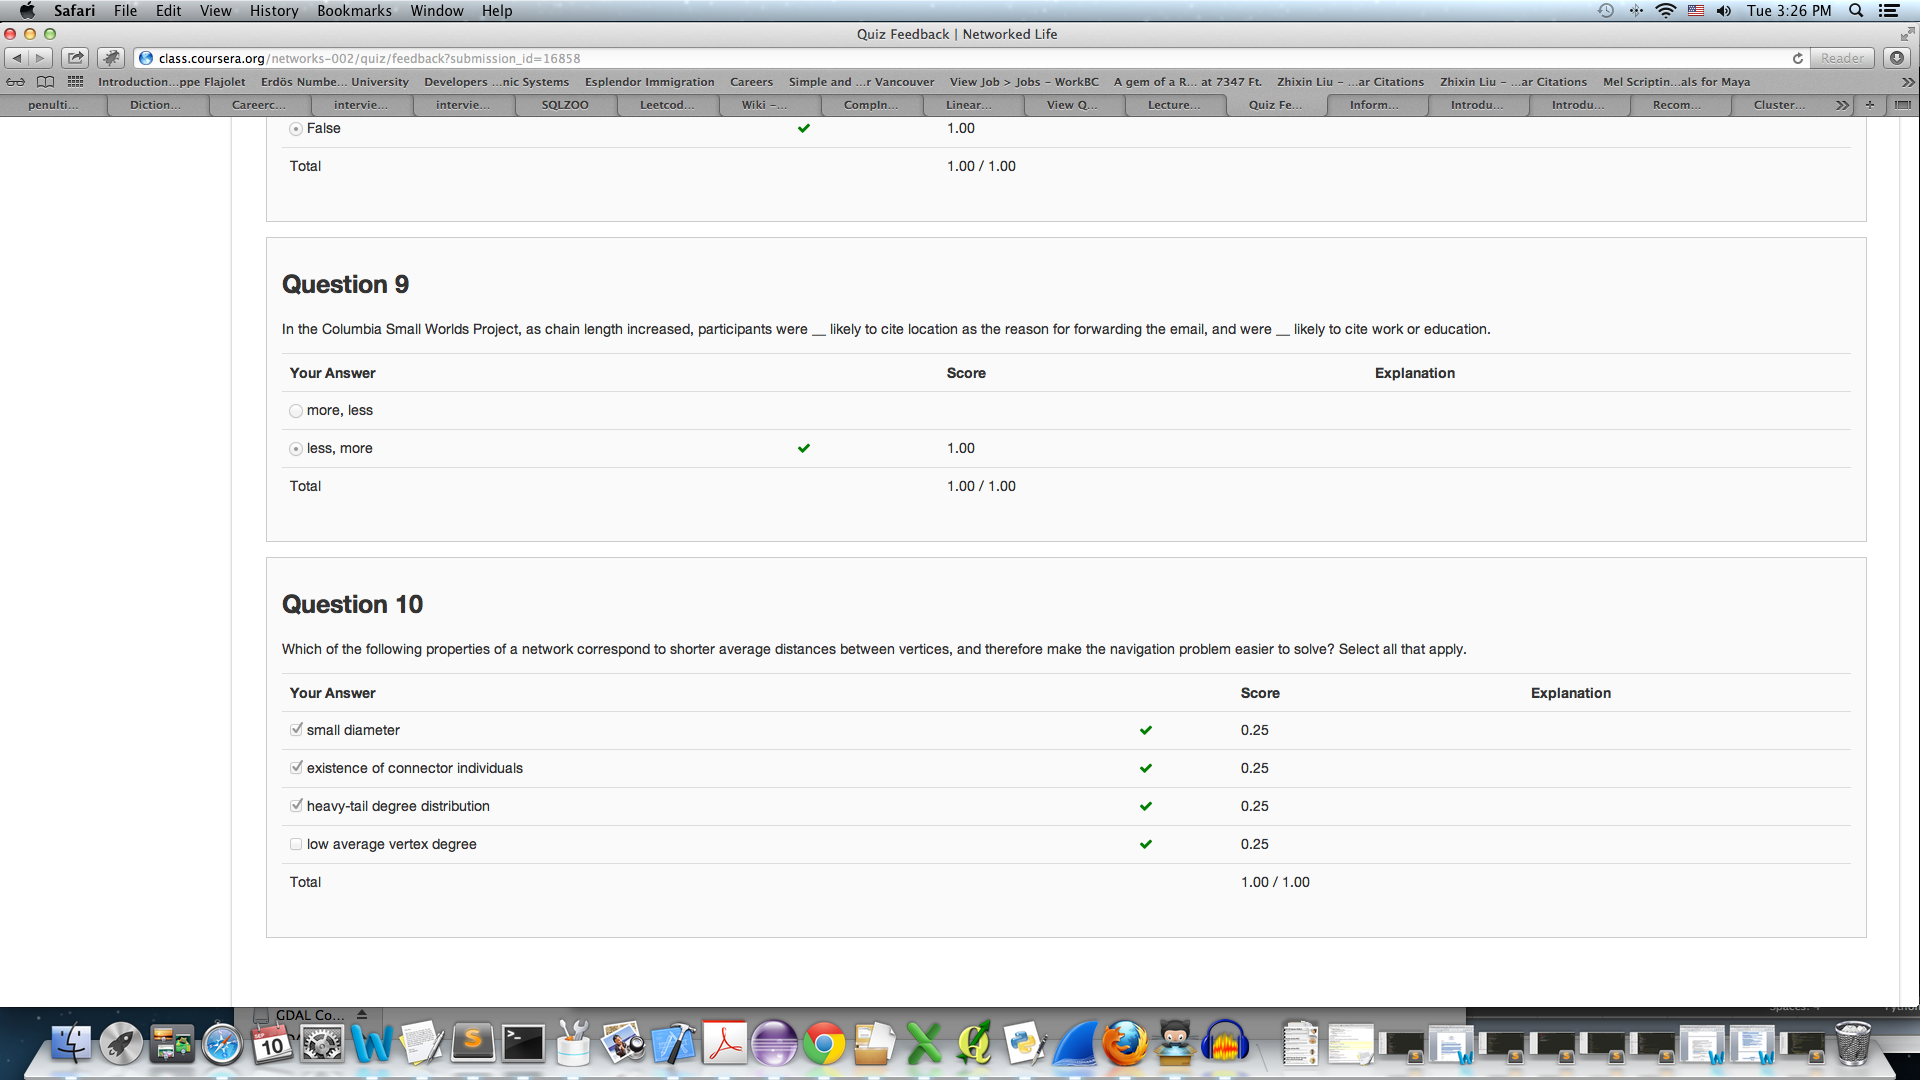 Safari File Edit View History Bookmarks Window Help Tue 3:26 PM
Quiz Feedback | Networked Life
class.coursera.org/networks-002/quiz/feedback?submission_id=16858 Reader
Introduction...ppe Flajolet Erdös Numbe... University Developers ...nic Systems Esplendor Immigration Careers Simple and ...r Vancouver View Job > Jobs – WorkBC A gem of a R... at 7347 Ft. Zhixin Liu – ...ar Citations Zhixin Liu – ...ar Citations Mel Scriptin...als for Maya
penulti... Diction... Careerc... intervie... intervie... SQLZOO Leetcod... Wiki –... CompIn... Linear... View Q... Lecture... Quiz Fe... Inform... Introdu... Introdu... Recom... Cluster...
False 1.00
Total 1.00 / 1.00
Question 9
In the Columbia Small Worlds Project, as chain length increased, participants were __ likely to cite location as the reason for forwarding the email, and were __ likely to cite work or education.
Your Answer Score Explanation
more, less
less, more 1.00
Total 1.00 / 1.00
Question 10
Which of the following properties of a network correspond to shorter average distances between vertices, and therefore make the navigation problem easier to solve? Select all that apply.
Your Answer Score Explanation
small diameter 0.25
existence of connector individuals 0.25
heavy-tail degree distribution 0.25
low average vertex degree 0.25
Total 1.00 / 1.00
GDAL Co...
SEP
10